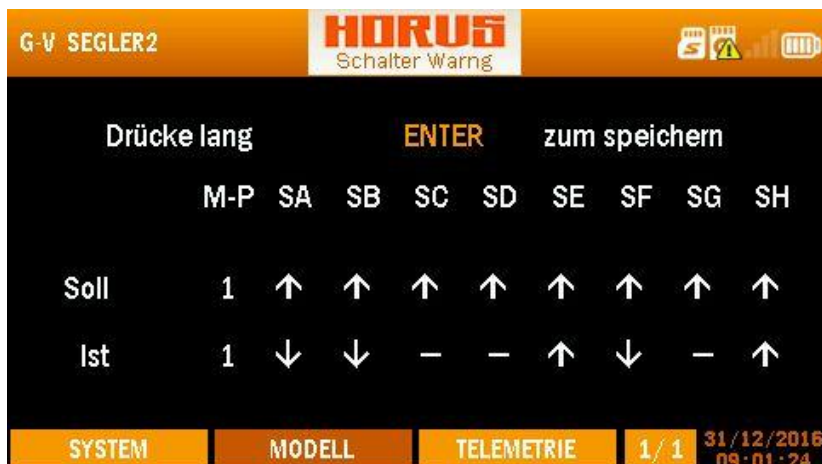 G-V SEGLER2
HORUS
Schalter Warng
Drücke lang ENTER zum speichern
M-P SA SB SC SD SE SF SG SH
Soll 1 ↑ ↑ ↑ ↑ ↑ ↑ ↑ ↑
Ist 1 ↓ ↓ – – ↑ ↓ – ↑
SYSTEM MODELL TELEMETRIE 1/1 31/12/2016
09:01:24